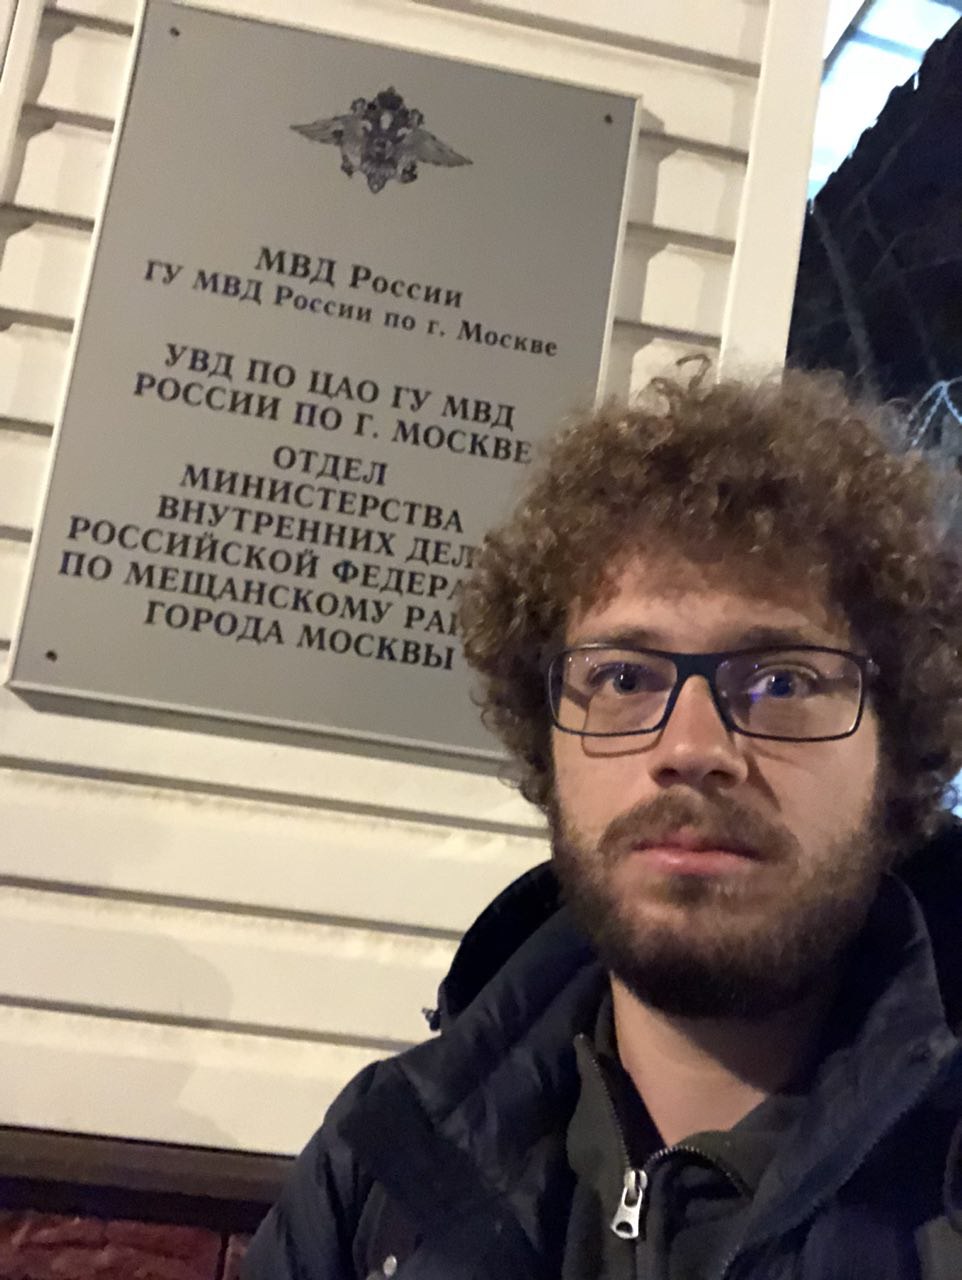 МВД России
ГУ МВД России по г. Москве
УВД ПО ЦАО ГУ МВД
РОССИИ ПО Г. МОСКВЕ
ОТДЕЛ
МИНИСТЕРСТВА
ВНУТРЕННИХ ДЕЛ
РОССИЙСКОЙ
ПО МЕЩАНСКОМУ
ГОРОДА МОСКВЫ